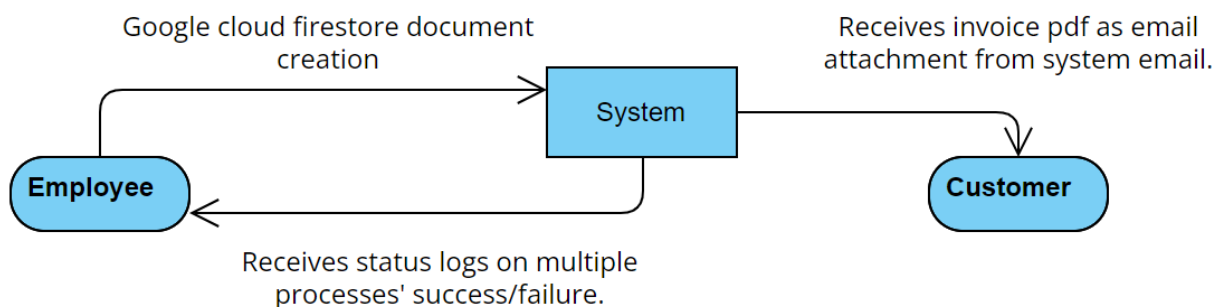 Google cloud firestore document
creation
Receives invoice pdf as email
attachment from system email.
System
Employee
Customer
Receives status logs on multiple
processes' success/failure.